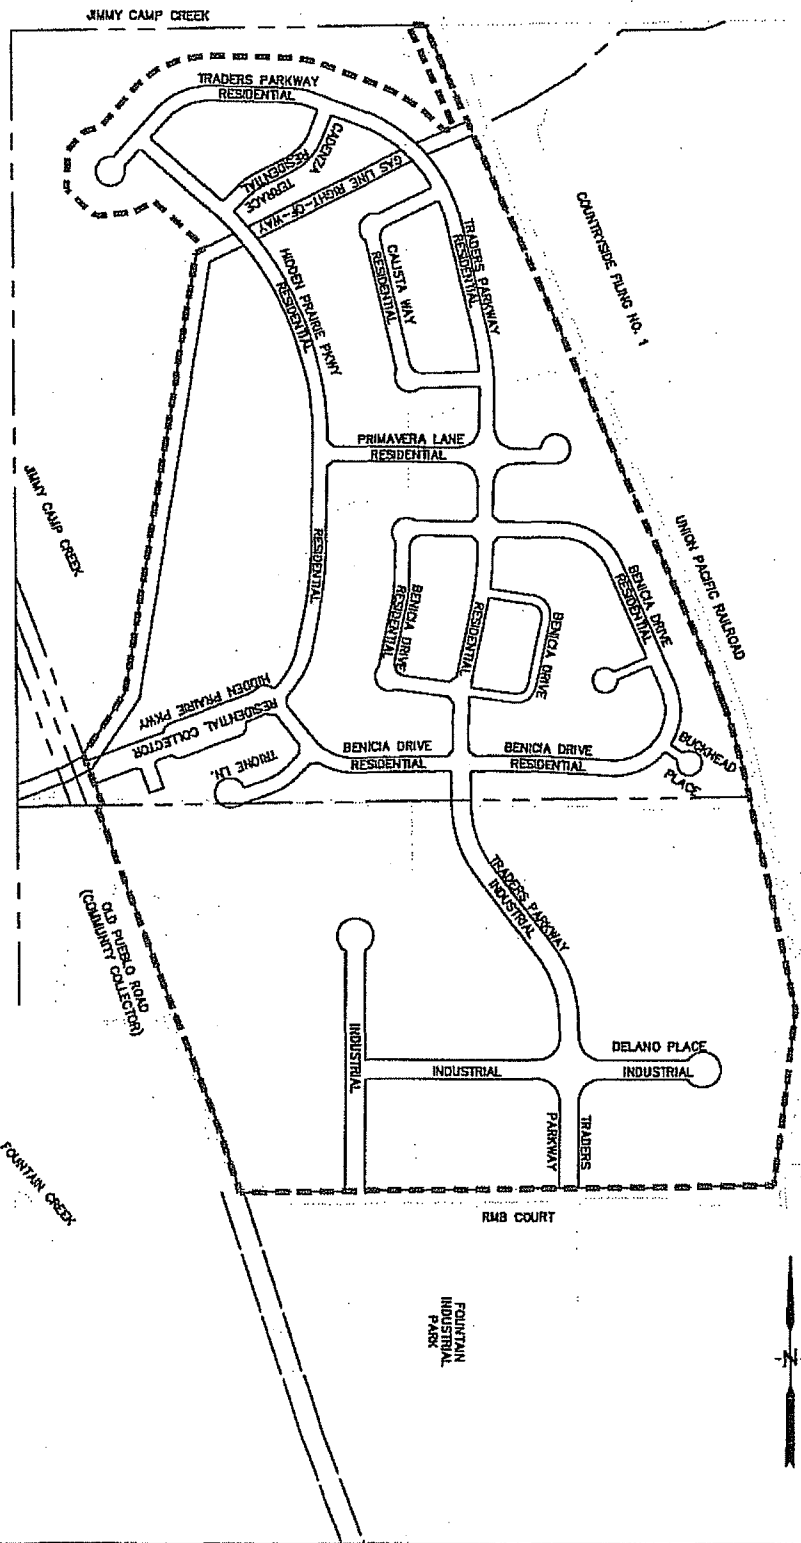 JIMMY CAMP CREEK
TRADERS PARKWAY
RESIDENTIAL
CADENZA
TERRACE
RESIDENTIAL
GAS LINE RIGHT-OF-WAY
COUNTRYSIDE FILING NO. 1
TRADERS PARKWAY
RESIDENTIAL
CALISTA WAY
RESIDENTIAL
HIDDEN PRAIRIE PKWY
RESIDENTIAL
PRIMAVERA LANE
RESIDENTIAL
JIMMY CAMP CREEK
UNION PACIFIC RAILROAD
RESIDENTIAL
BENICIA DRIVE
RESIDENTIAL
BENICIA DRIVE
RESIDENTIAL
RESIDENTIAL
BENICIA DRIVE
HIDDEN PRAIRIE PKWY
RESIDENTIAL COLLECTOR
TRIONE LN.
BENICIA DRIVE
RESIDENTIAL
BENICIA DRIVE
RESIDENTIAL
BUCKHEAD
PLACE
TRADERS PARKWAY
INDUSTRIAL
OLD PUEBLO ROAD
(COMMUNITY COLLECTOR)
INDUSTRIAL
INDUSTRIAL
DELANO PLACE
INDUSTRIAL
TRADERS
PARKWAY
FOUNTAIN CREEK
RMB COURT
FOUNTAIN
INDUSTRIAL
PARK
N